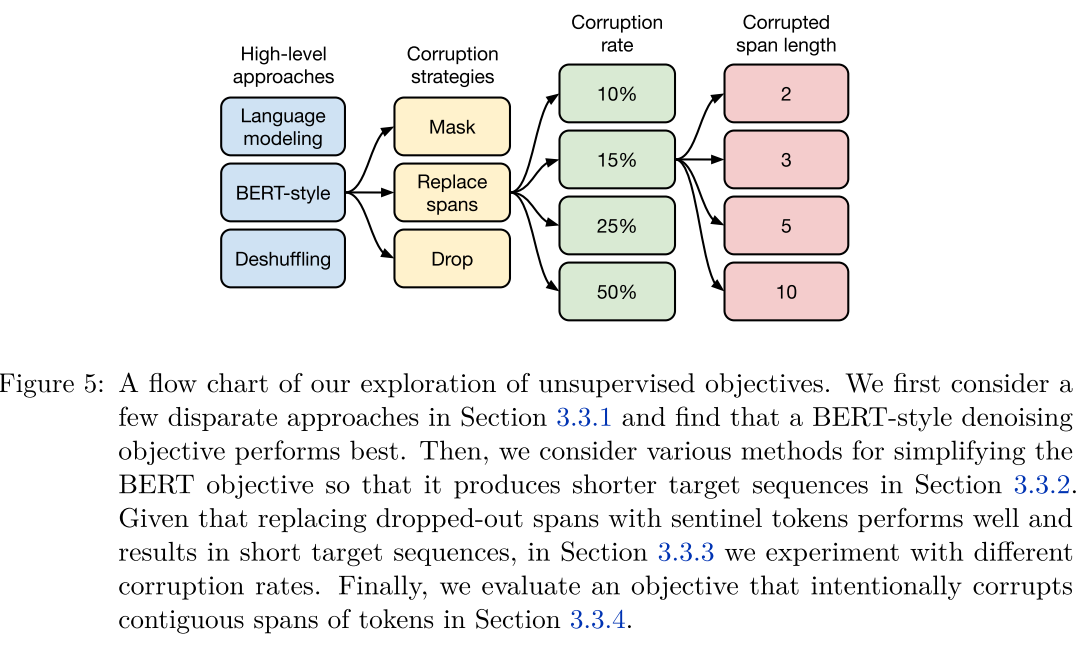 High-level
approaches
Language
modeling
BERT-style
Deshuffling
Corruption
strategies
Mask
Replace
spans
Drop
Corruption
rate
10%
15%
25%
50%
Corrupted
span length
2
3
5
10
Figure 5: A flow chart of our exploration of unsupervised objectives. We first consider a
few disparate approaches in Section 3.3.1 and find that a BERT-style denoising
objective performs best. Then, we consider various methods for simplifying the
BERT objective so that it produces shorter target sequences in Section 3.3.2.
Given that replacing dropped-out spans with sentinel tokens performs well and
results in short target sequences, in Section 3.3.3 we experiment with different
corruption rates. Finally, we evaluate an objective that intentionally corrupts
contiguous spans of tokens in Section 3.3.4.